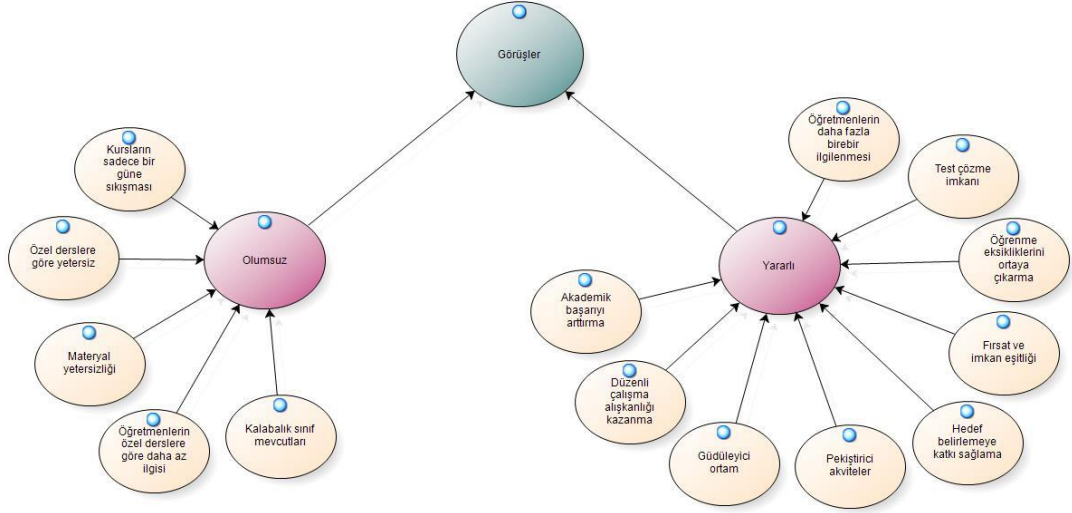 Görüşler
Olumsuz
Kursların
sadece bir
güne
sıkışması
Özel derslere
göre yetersiz
Materyal
yetersizliği
Öğretmenlerin
özel derslere
göre daha az
ilgisi
Kalabalık sınıf
mevcutları
Yararlı
Öğretmenlerin
daha fazla
birebir
ilgilenmesi
Test çözme
imkanı
Öğrenme
eksikliklerini
ortaya
çıkarma
Fırsat ve
imkan eşitliği
Hedef
belirlemeye
katkı sağlama
Pekiştirici
akviteler
Güdüleyici
ortam
Düzenli
çalışma
alışkanlığı
kazanma
Akademik
başarıyı
arttırma